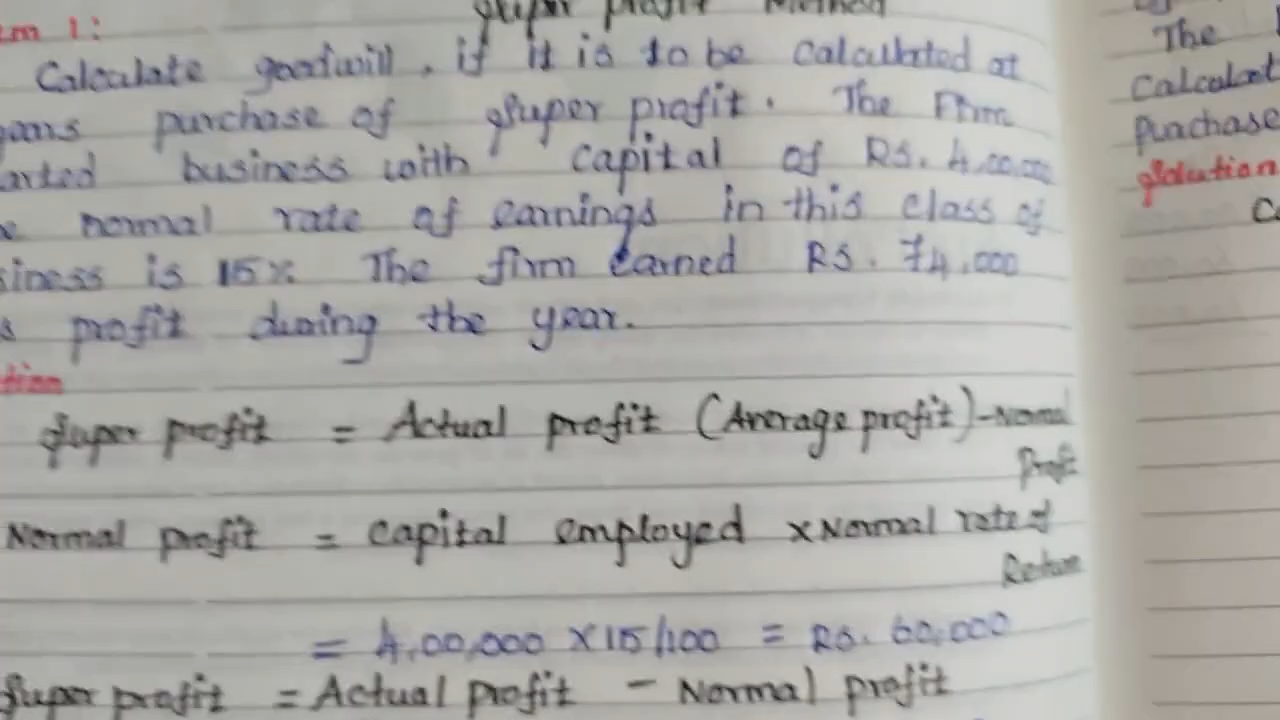 Super profit Method
em 1:
Calculate goodwill, if it is to be calculated at
years purchase of Super profit. The Firm
arted business with capital of Rs. 4,00,000
e normal rate of earnings in this class of
siness is 15% The firm earned Rs. 74,000
s profit during the year.
tion
Super profit = Actual profit (Average profit) - Normal
Profit
Normal profit = capital employed x Normal rate of
Return
= 4,00,000 X 15/100 = Rs. 60,000
Super profit = Actual profit - Normal profit
The
Calculat
Purchase
Solution
C